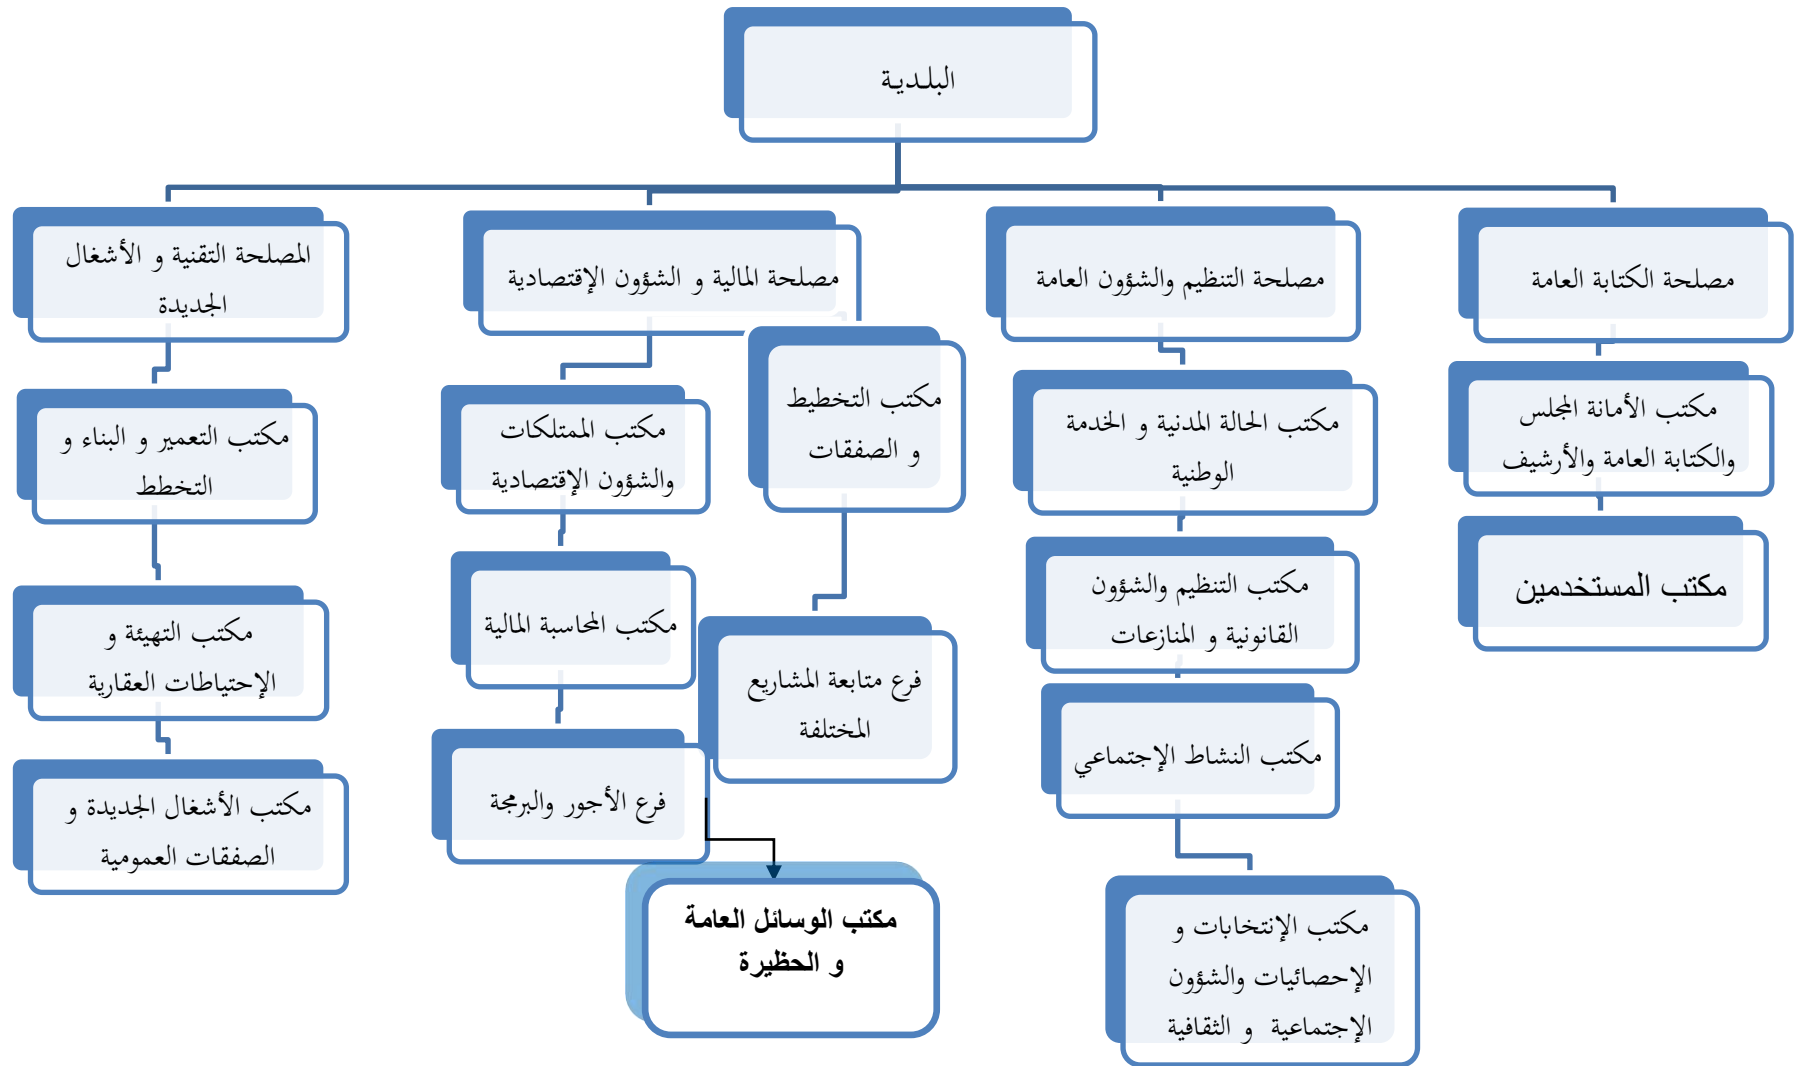 البلـديـة
مصلحة الكتابة العامة
مصلحة التنظيم والشؤون العامة
مصلحة المالية و الشؤون الإقتصادية
المصلحة التقنية و الأشغال
الجديدة
مكتب الأمانة المجلس
والكتابة العامة والأرشيف
مكتب المستخدمين
مكتب الحالة المدنية و الخدمة
الوطنية
مكتب التنظيم والشؤون
القانونية و المنازعات
مكتب النشاط الإجتماعي
مكتب الإنتخابات و
الإحصائيات والشؤون
الإجتماعية و الثقافية
مكتب التخطيط
و الصفقات
فرع متابعة المشاريع
المختلفة
مكتب الممتلكات
والشؤون الإقتصادية
مكتب المحاسبة المالية
فرع الأجور والبرمجة
مكتب الوسائل العامة
و الحظيرة
مكتب التعمير و البناء و
التخطط
مكتب التهيئة و
الإحتياطات العقارية
مكتب الأشغال الجديدة و
الصفقات العمومية